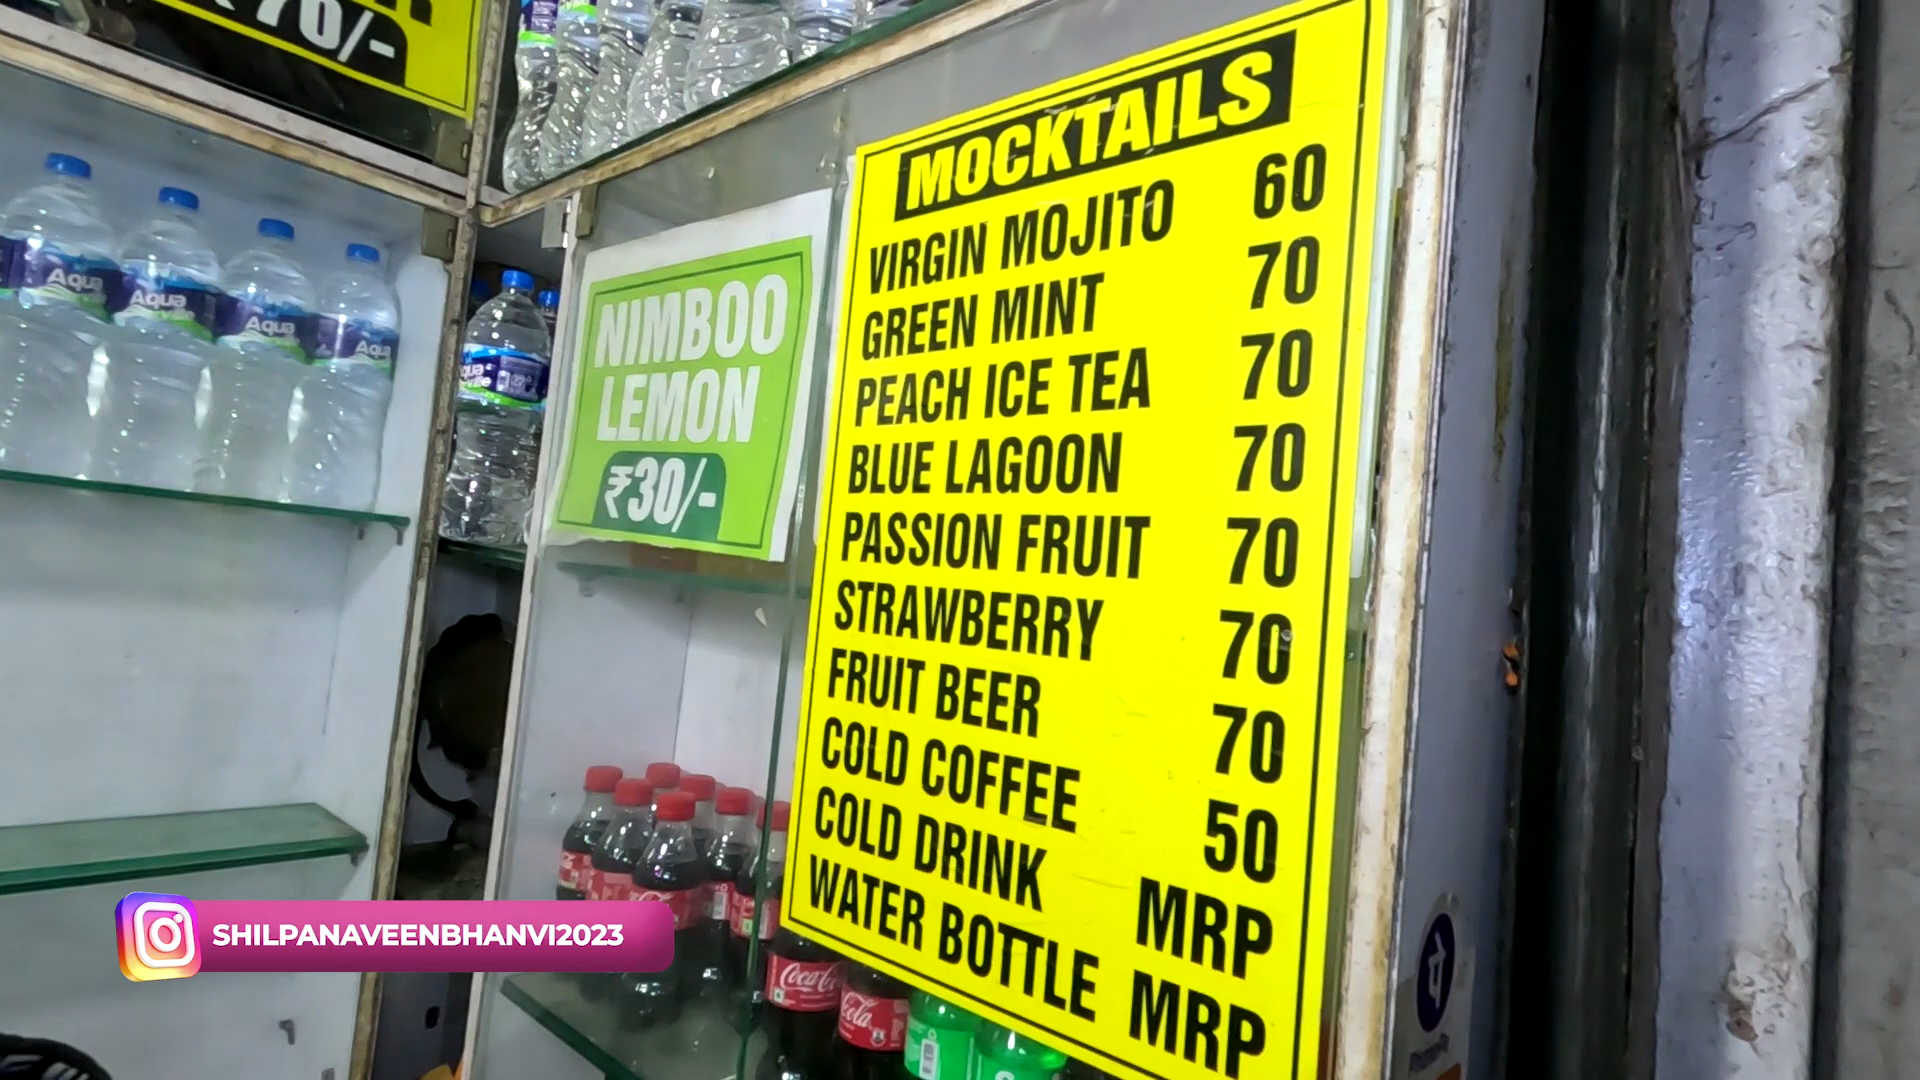 70/-
Aqua
Aqua
Aqua
Aqua
NIMBOO
LEMON
₹30/-
MOCKTAILS
VIRGIN MOJITO 60
GREEN MINT 70
PEACH ICE TEA 70
BLUE LAGOON 70
PASSION FRUIT 70
STRAWBERRY 70
FRUIT BEER 70
COLD COFFEE 50
COLD DRINK MRP
WATER BOTTLE MRP
SHILPANAVEENBHANVI2023
Coca-Cola
Cola
पे